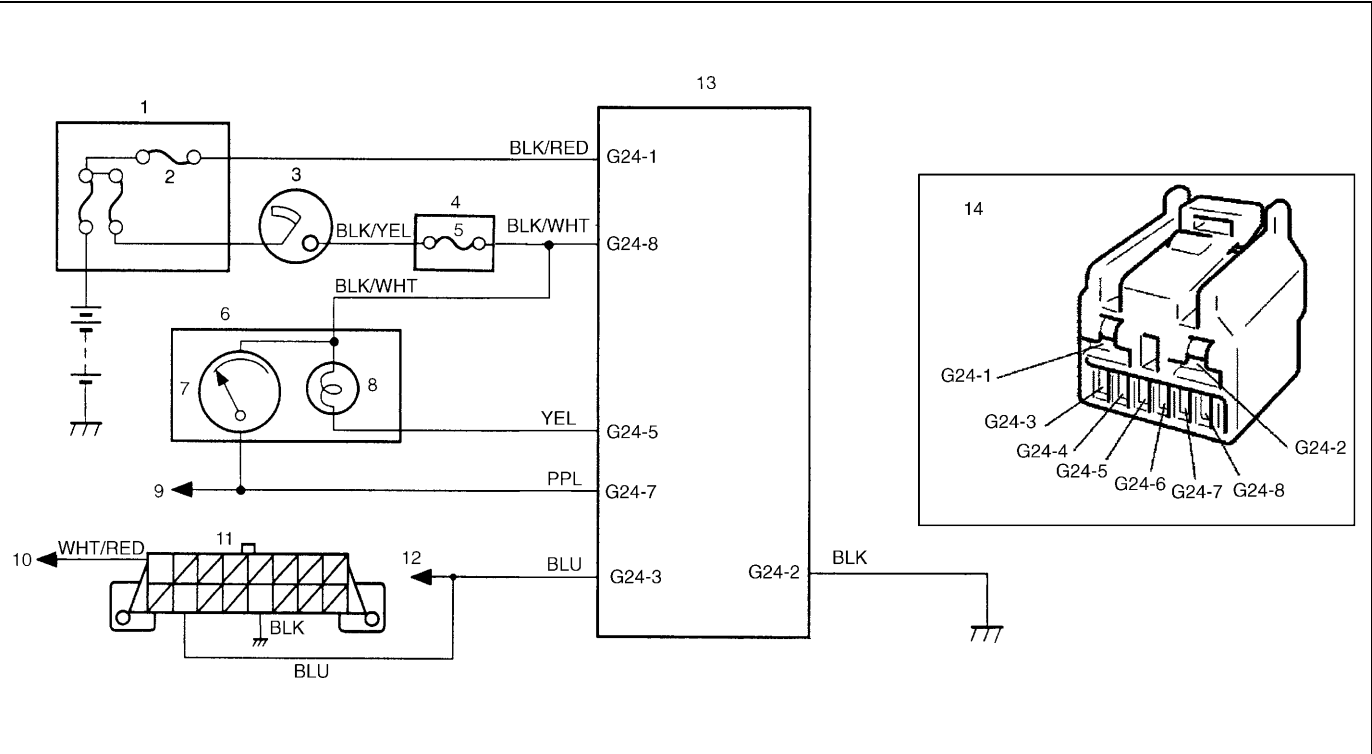 13
1
BLK/RED
G24-1
2
3
4
BLK/YEL
5
BLK/WHT
G24-8
14
BLK/WHT
6
7
8
YEL
G24-5
9
PPL
G24-7
10
WHT/RED
11
12
BLU
G24-3
G24-2
BLK
BLK
BLU
G24-1
G24-3
G24-4
G24-5
G24-6
G24-7
G24-8
G24-2